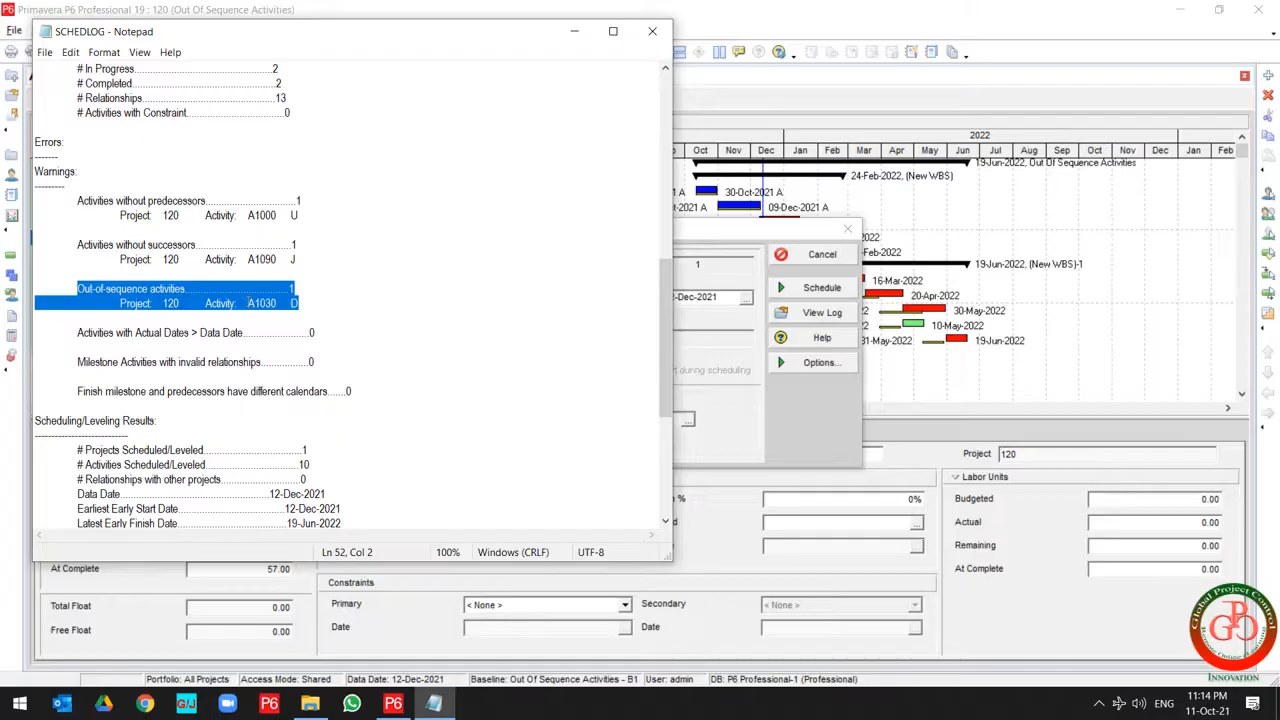 Primavera P6 Professional 19 : 120 (Out Of Sequence Activities)
File
SCHEDLOG - Notepad
File Edit Format View Help
# In Progress 2
# Completed 2
# Relationships 13
# Activities with Constraint 0
Errors:
-------
Warnings:
---------
Activities without predecessors 1
Project: 120 Activity: A1000 U
Activities without successors 1
Project: 120 Activity: A1090 J
Out-of-sequence activities 1
Project: 120 Activity: A1030 D
Activities with Actual Dates > Data Date 0
Milestone Activities with invalid relationships 0
Finish milestone and predecessors have different calendars 0
Scheduling/Leveling Results:
----------------------------
# Projects Scheduled/Leveled 1
# Activities Scheduled/Leveled 10
# Relationships with other projects 0
Data Date 12-Dec-2021
Earliest Early Start Date 12-Dec-2021
Latest Early Finish Date 19-Jun-2022
Ln 52, Col 2 100% Windows (CRLF) UTF-8
2022
Oct Nov Dec Jan Feb Mar Apr May Jun Jul Aug Sep Oct Nov Dec Jan Feb
19-Jun-2022, Out Of Sequence Activities
24-Feb-2022, (New WBS)
30-Oct-2021 A
09-Dec-2021 A
2022
-Feb-2022
19-Jun-2022, (New WBS)-1
16-Mar-2022
20-Apr-2022
30-May-2022
10-May-2022
31-May-2022 19-Jun-2022
1
-Dec-2021
t during scheduling
Cancel
Schedule
View Log
Help
Options...
Project 120
% 0%
Labor Units
Budgeted 0.00
Actual 0.00
Remaining 0.00
At Complete 0.00
At Complete 57.00
Total Float 0.00
Free Float 0.00
Constraints
Primary < None > Secondary < None >
Date Date
Portfolio: All Projects Access Mode: Shared Data Date: 12-Dec-2021 Baseline: Out Of Sequence Activities - B1 User: admin DB: P6 Professional-1 (Professional)
Global Project Control
GPC
INNOVATION
ENG
11:14 PM
11-Oct-21